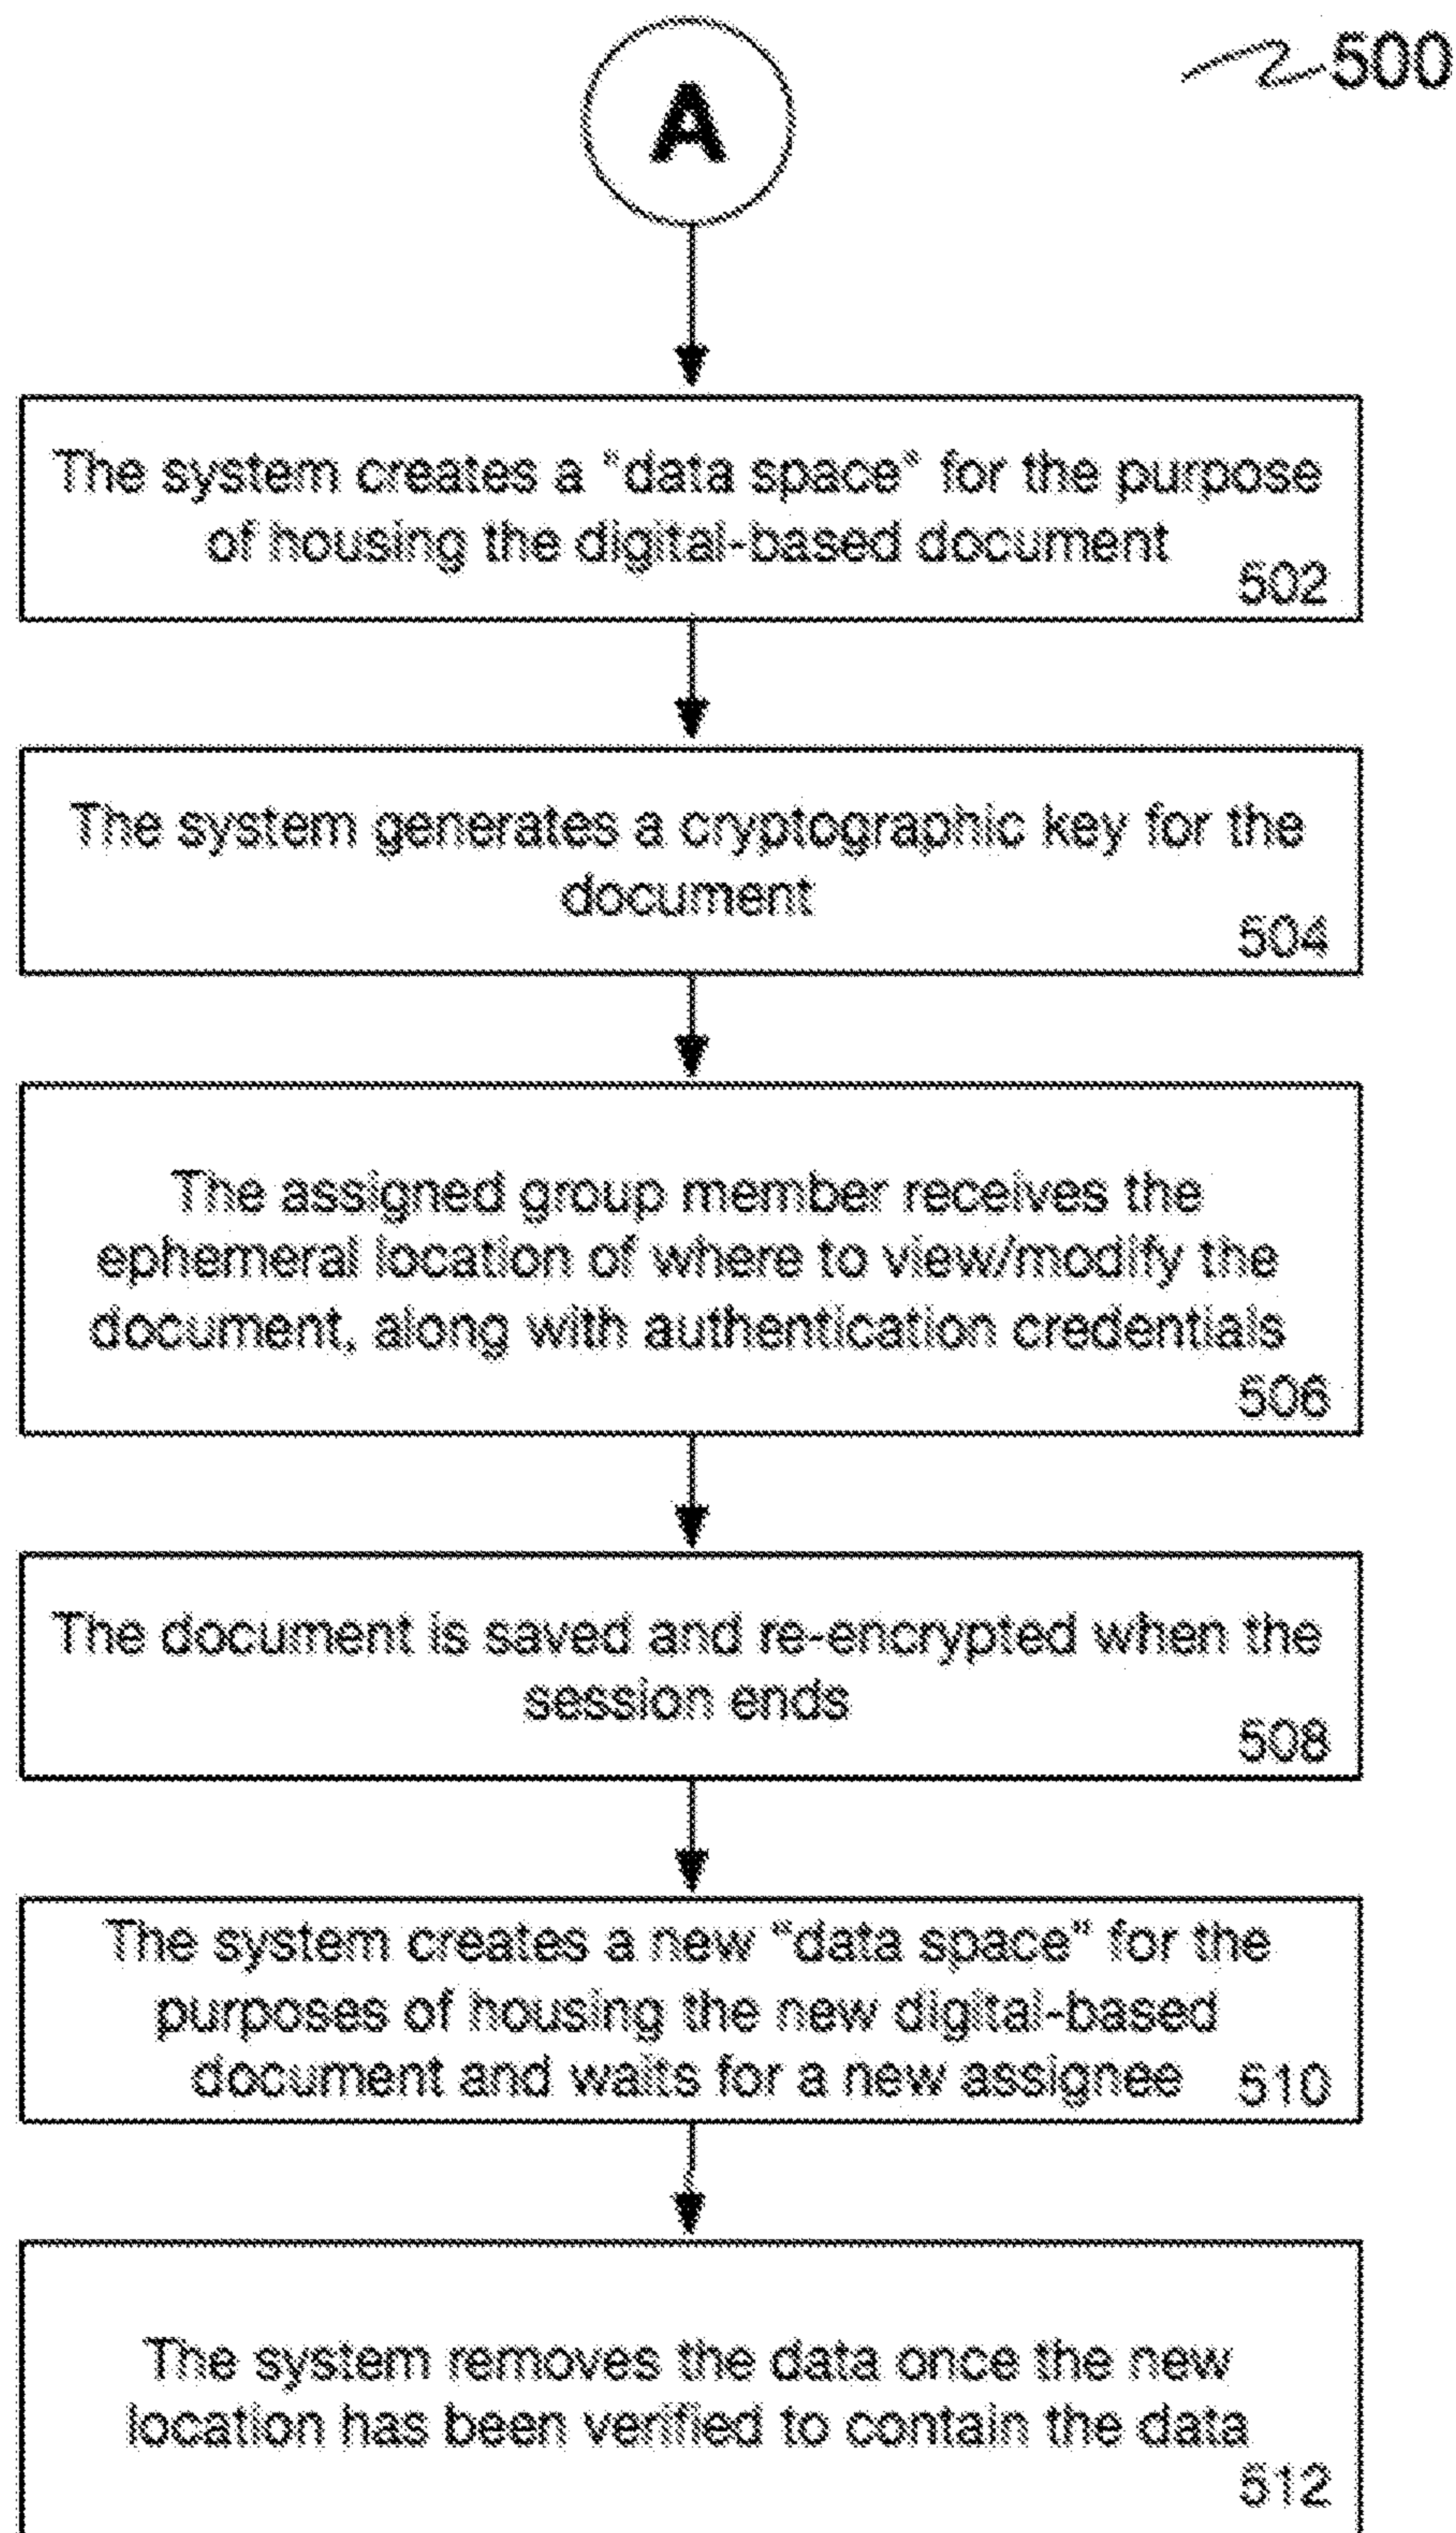 A
500
The system creates a "data space" for the purpose
of housing the digital-based document
502
The system generates a cryptographic key for the
document
504
The assigned group member receives the
ephemeral location of where to view/modify the
document, along with authentication credentials
506
The document is saved and re-encrypted when the
session ends
508
The system creates a new "data space" for the
purposes of housing the new digital-based
document and waits for a new assignee 510
The system removes the data once the new
location has been verified to contain the data
512